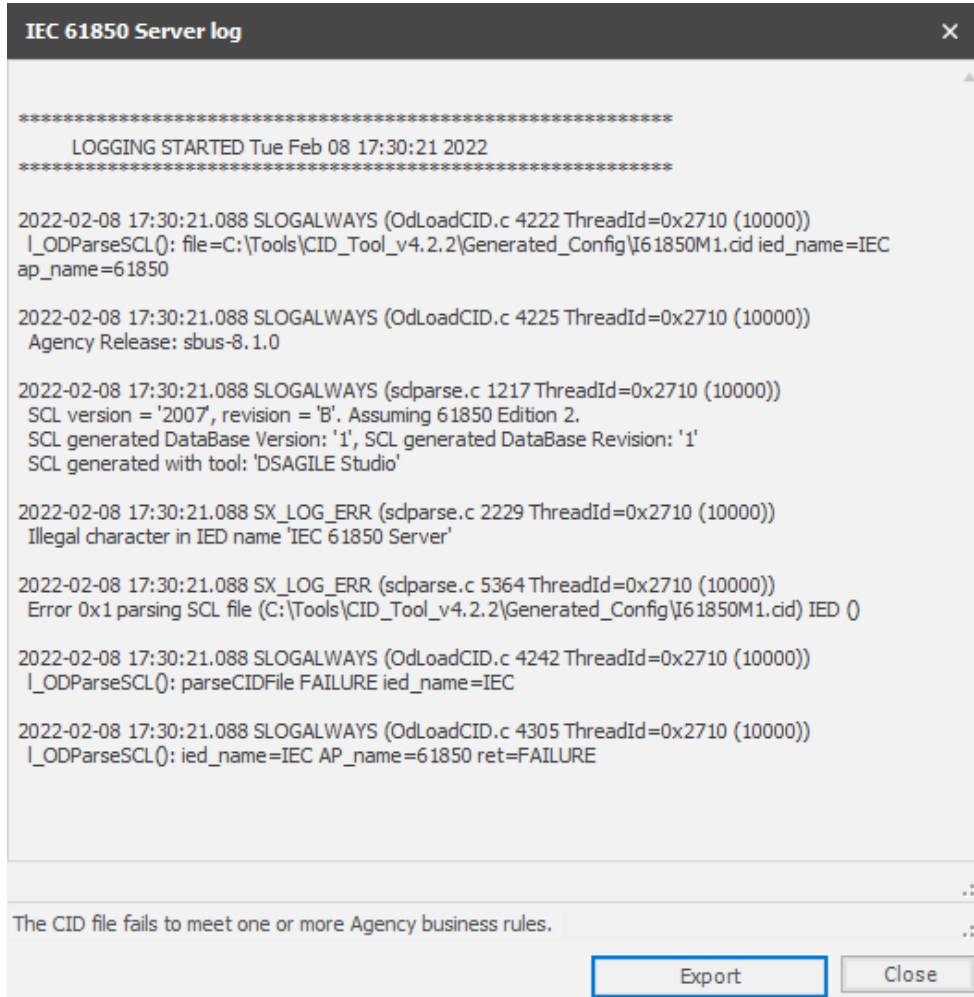 IEC 61850 Server log
************************************************************
LOGGING STARTED Tue Feb 08 17:30:21 2022
************************************************************
2022-02-08 17:30:21.088 SLOGALWAYS (OdLoadCID.c 4222 ThreadId=0x2710 (10000))
l_ODParseSCL(): file=C:\Tools\CID_Tool_v4.2.2\Generated_Config\I61850M1.cid ied_name=IEC
ap_name=61850
2022-02-08 17:30:21.088 SLOGALWAYS (OdLoadCID.c 4225 ThreadId=0x2710 (10000))
Agency Release: sbus-8.1.0
2022-02-08 17:30:21.088 SLOGALWAYS (sclparse.c 1217 ThreadId=0x2710 (10000))
SCL version = '2007', revision = 'B'. Assuming 61850 Edition 2.
SCL generated DataBase Version: '1', SCL generated DataBase Revision: '1'
SCL generated with tool: 'DSAGILE Studio'
2022-02-08 17:30:21.088 SX_LOG_ERR (sclparse.c 2229 ThreadId=0x2710 (10000))
Illegal character in IED name 'IEC 61850 Server'
2022-02-08 17:30:21.088 SX_LOG_ERR (sclparse.c 5364 ThreadId=0x2710 (10000))
Error 0x1 parsing SCL file (C:\Tools\CID_Tool_v4.2.2\Generated_Config\I61850M1.cid) IED ()
2022-02-08 17:30:21.088 SLOGALWAYS (OdLoadCID.c 4242 ThreadId=0x2710 (10000))
l_ODParseSCL(): parseCIDFile FAILURE ied_name=IEC
2022-02-08 17:30:21.088 SLOGALWAYS (OdLoadCID.c 4305 ThreadId=0x2710 (10000))
l_ODParseSCL(): ied_name=IEC AP_name=61850 ret=FAILURE
The CID file fails to meet one or more Agency business rules.
Export Close